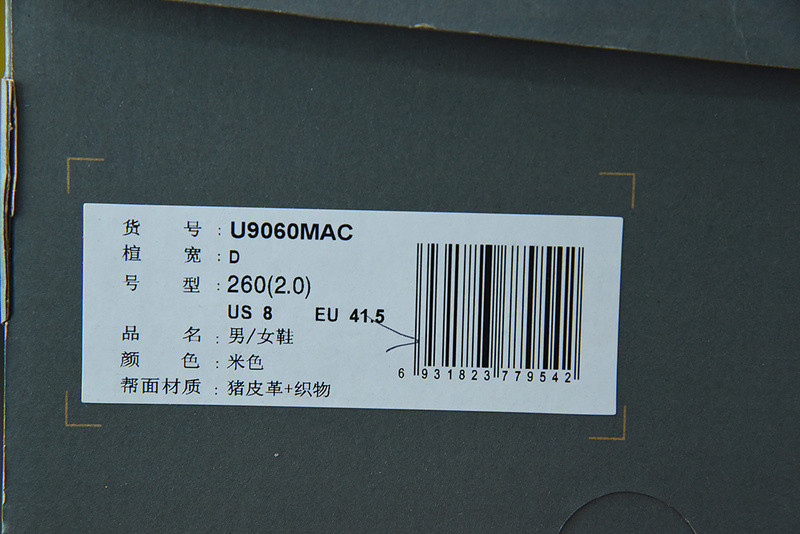 货 号 : U9060MAC
楦 宽 : D
号 型 : 260(2.0)
US 8 EU 41.5
品 名 : 男/女鞋
颜 色 : 米色
帮面材质 : 猪皮革+织物
6 931823 779542